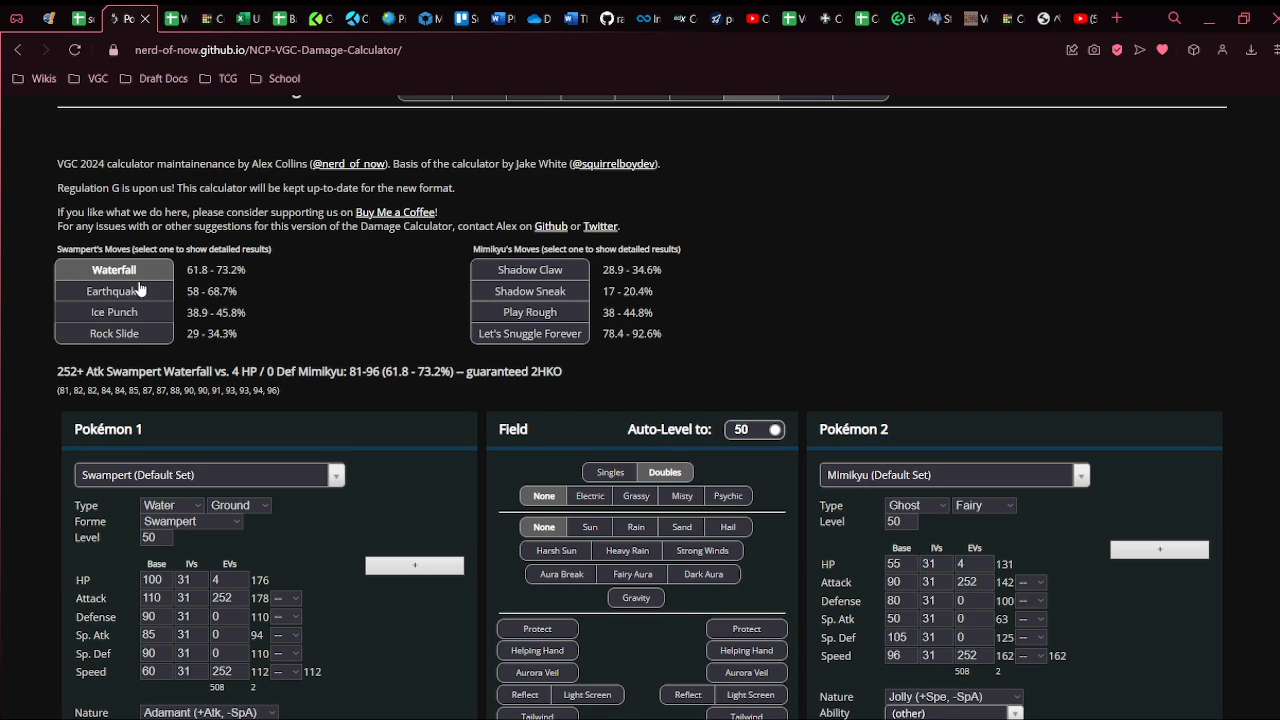 nerd-of-now.github.io/NCP-VGC-Damage-Calculator/
Wikis VGC Draft Docs TCG School
VGC 2024 calculator maintainenance by Alex Collins (@nerd_of_now). Basis of the calculator by Jake White (@squirrelboydev).
Regulation G is upon us! This calculator will be kept up-to-date for the new format.
If you like what we do here, please consider supporting us on Buy Me a Coffee!
For any issues with or other suggestions for this version of the Damage Calculator, contact Alex on Github or Twitter.
Swampert's Moves (select one to show detailed results) Mimikyu's Moves (select one to show detailed results)
Waterfall 61.8 - 73.2% Shadow Claw 28.9 - 34.6%
Earthquake 58 - 68.7% Shadow Sneak 17 - 20.4%
Ice Punch 38.9 - 45.8% Play Rough 38 - 44.8%
Rock Slide 29 - 34.3% Let's Snuggle Forever 78.4 - 92.6%
252+ Atk Swampert Waterfall vs. 4 HP / 0 Def Mimikyu: 81-96 (61.8 - 73.2%) -- guaranteed 2HKO
(81, 82, 82, 84, 84, 85, 87, 87, 88, 90, 90, 91, 93, 93, 94, 96)
Pokémon 1
Swampert (Default Set)
Type Water Ground
Forme Swampert
Level 50
Base IVs EVs
HP 100 31 4 176
Attack 110 31 252 178 --
Defense 90 31 0 110 --
Sp. Atk 85 31 0 94 --
Sp. Def 90 31 0 110 --
Speed 60 31 252 112 -- 112
508 2
Nature Adamant (+Atk, -SpA)
+
Field Auto-Level to: 50
Singles Doubles
None Electric Grassy Misty Psychic
None Sun Rain Sand Hail
Harsh Sun Heavy Rain Strong Winds
Aura Break Fairy Aura Dark Aura
Gravity
Protect Protect
Helping Hand Helping Hand
Aurora Veil Aurora Veil
Reflect Light Screen Reflect Light Screen
Tailwind Tailwind
Pokémon 2
Mimikyu (Default Set)
Type Ghost Fairy
Level 50
Base IVs EVs
HP 55 31 4 131
Attack 90 31 252 142 --
Defense 80 31 0 100 --
Sp. Atk 50 31 0 63 --
Sp. Def 105 31 0 125 --
Speed 96 31 252 162 -- 162
508 2
Nature Jolly (+Spe, -SpA)
Ability (other)
+